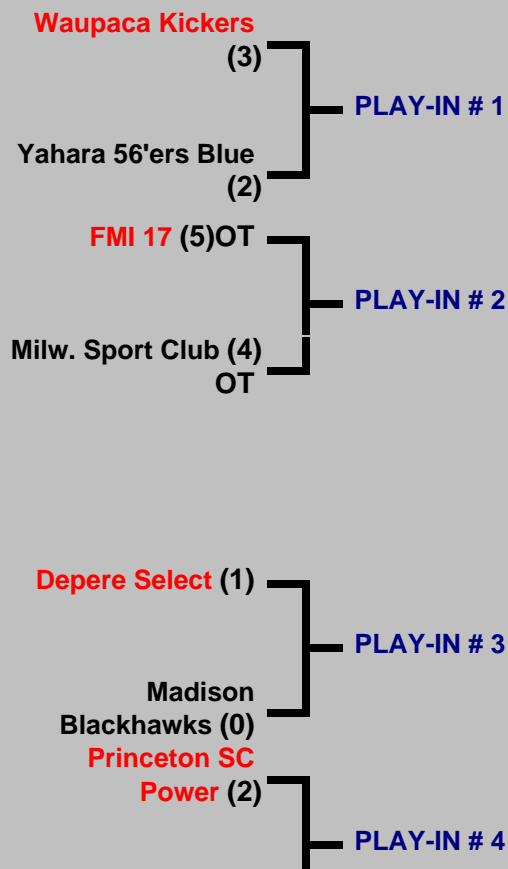 Waupaca Kickers
(3)
PLAY-IN # 1
Yahara 56'ers Blue
(2)
FMI 17 (5)OT
PLAY-IN # 2
Milw. Sport Club (4)
OT
Depere Select (1)
PLAY-IN # 3
Madison
Blackhawks (0)
Princeton SC
Power (2)
PLAY-IN # 4